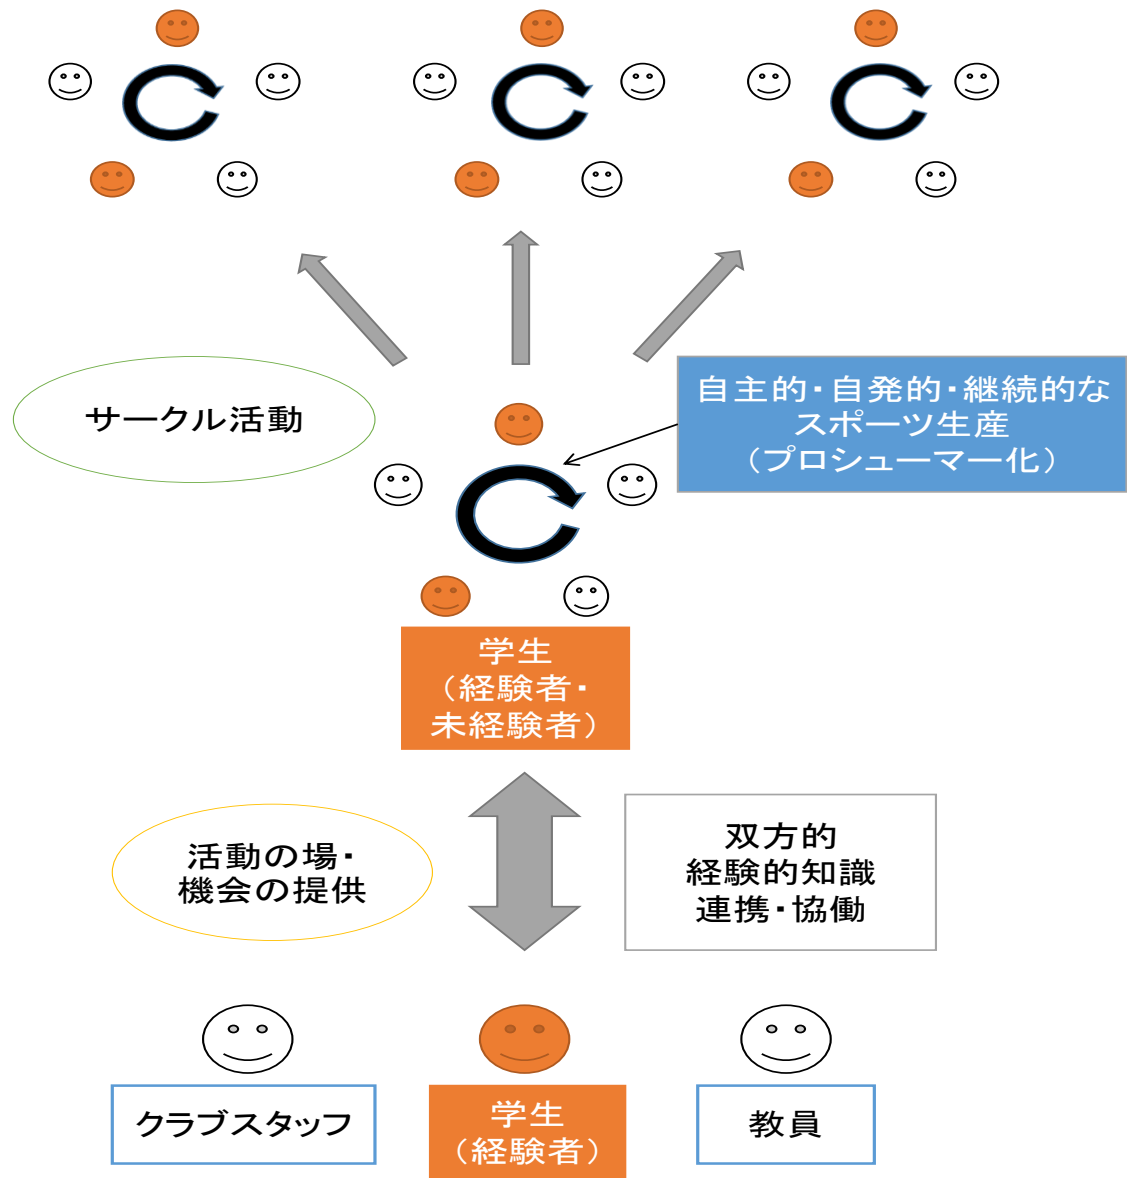 サークル活動
自主的・自発的・継続的な
スポーツ生産
（プロシューマー化）
学生
（経験者・
未経験者）
活動の場・
機会の提供
双方的
経験的知識
連携・協働
クラブスタッフ
学生
（経験者）
教員